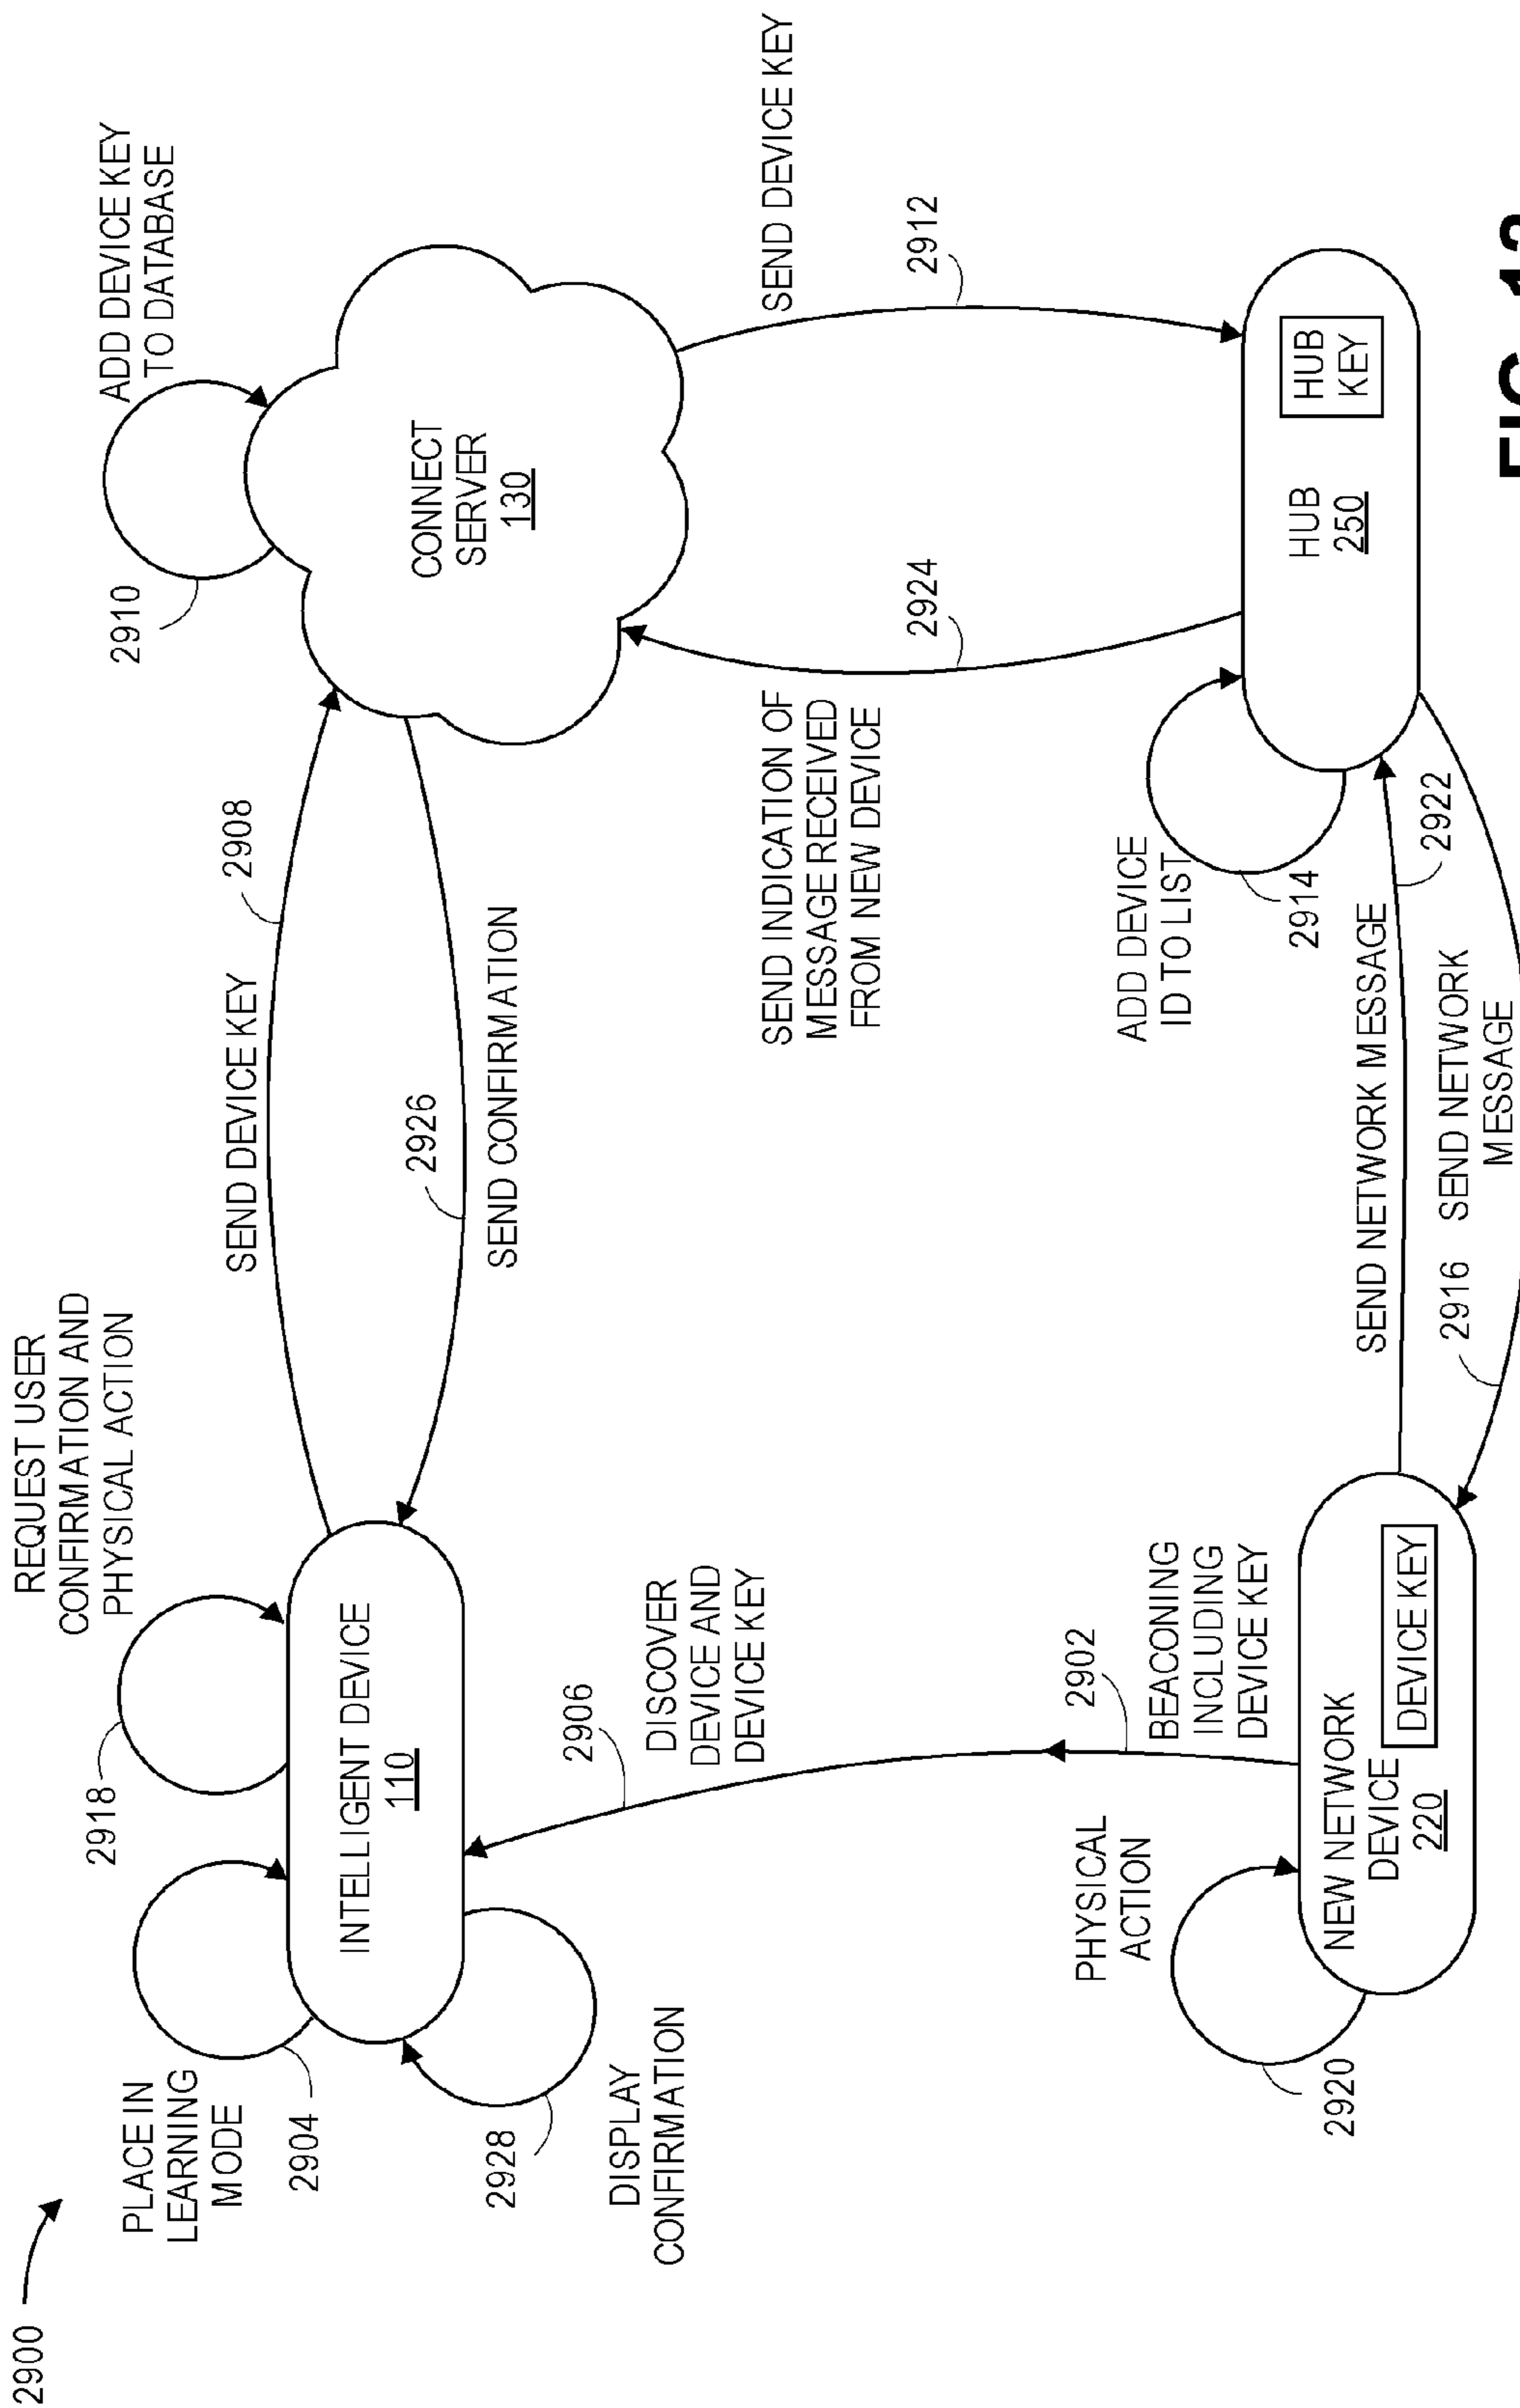 2900
PLACE IN
LEARNING
MODE
2904
2918
REQUEST USER
CONFIRMATION AND
PHYSICAL ACTION
INTELLIGENT DEVICE
110
2928
DISPLAY
CONFIRMATION
SEND DEVICE KEY
2908
2926
SEND CONFIRMATION
2910
ADD DEVICE KEY
TO DATABASE
CONNECT
SERVER
130
2906
DISCOVER
DEVICE AND
DEVICE KEY
2902
BEACONING
INCLUDING
DEVICE KEY
SEND INDICATION OF
MESSAGE RECEIVED
FROM NEW DEVICE
2924
SEND DEVICE KEY
2912
PHYSICAL
ACTION
2920
NEW NETWORK
DEVICE
220
DEVICE KEY
ADD DEVICE
ID TO LIST
2914
HUB
250
HUB
KEY
SEND NETWORK MESSAGE
2922
2916
SEND NETWORK
MESSAGE